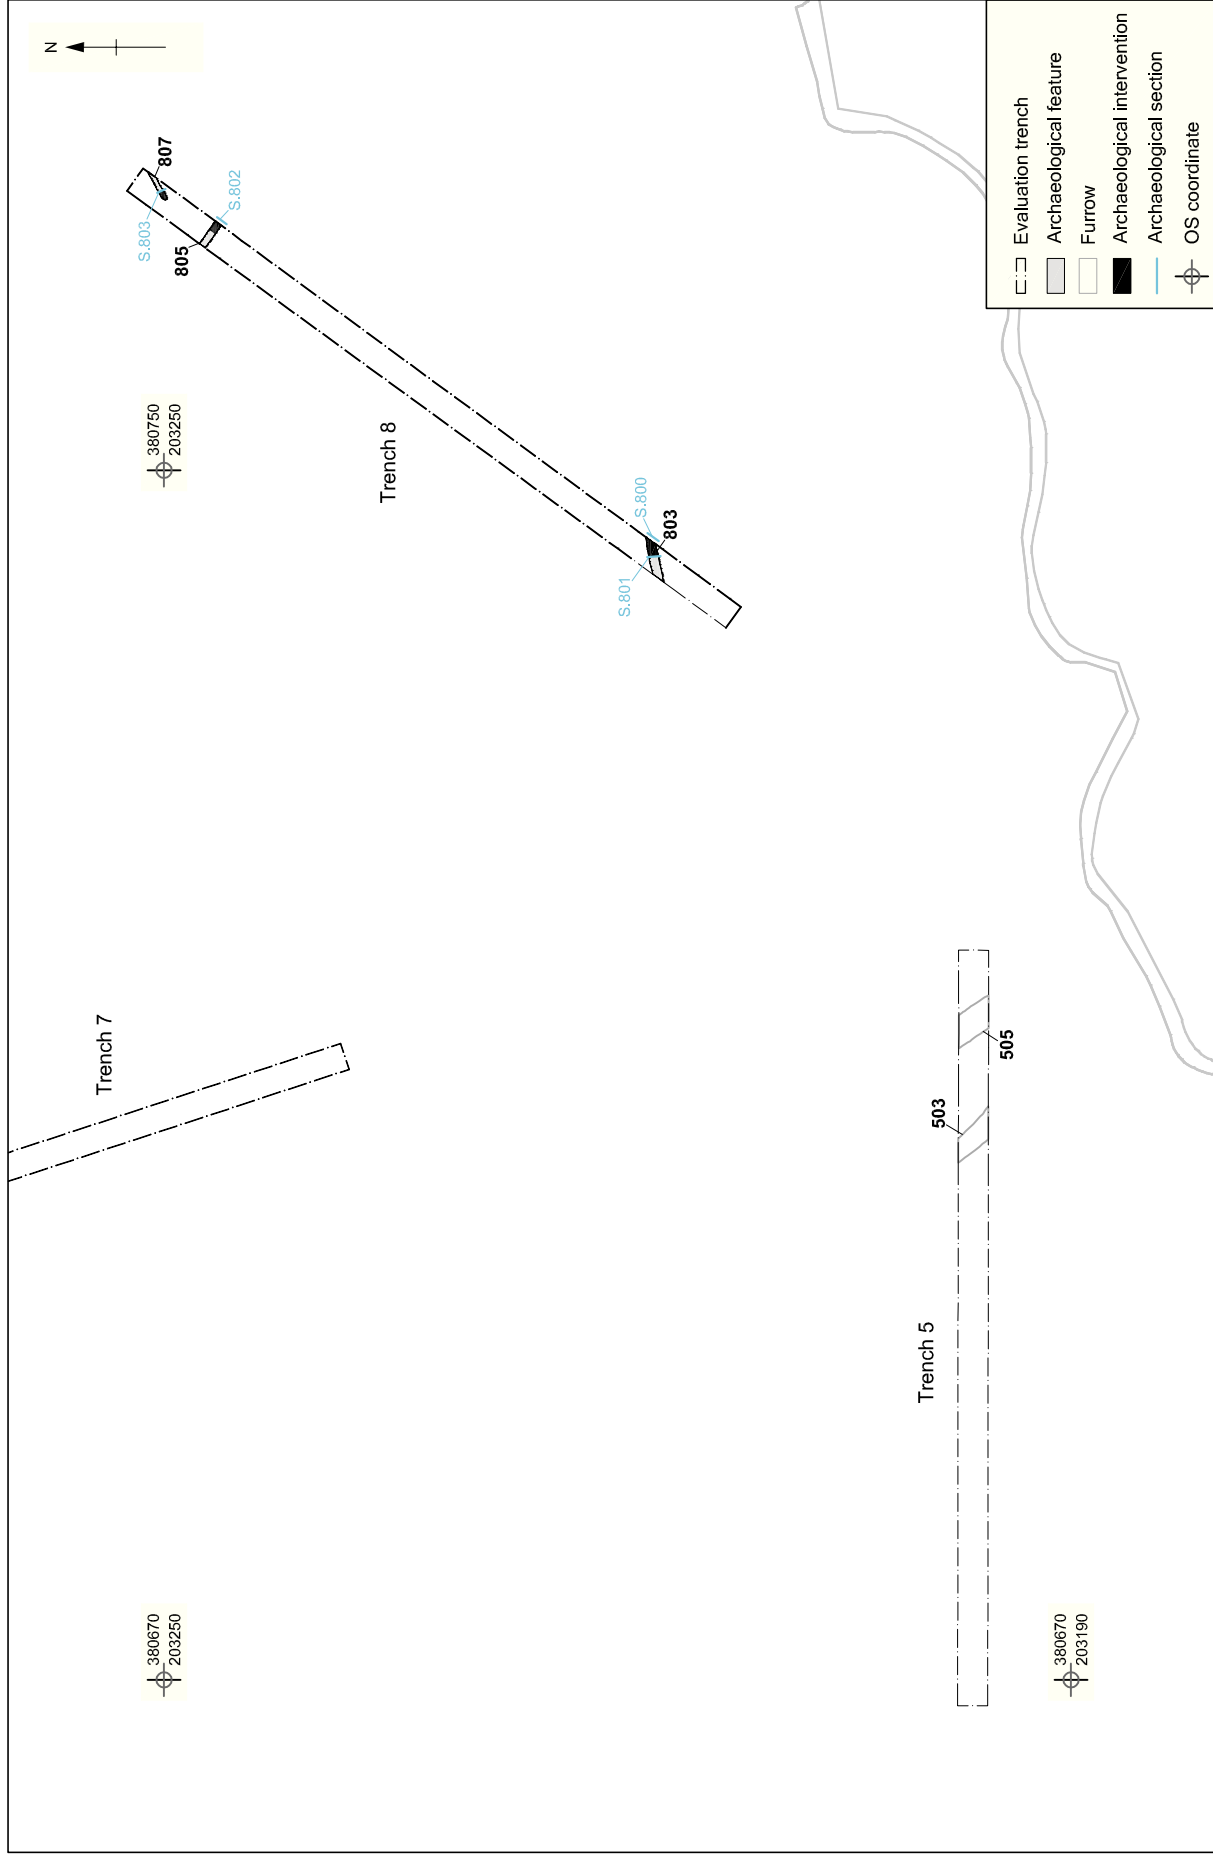 N
380670
203250
380750
203250
380670
203190
Trench 7
Trench 8
Trench 5
S.803
807
805
S.802
S.801
S.800
803
503
505
Evaluation trench
Archaeological feature
Furrow
Archaeological intervention
Archaeological section
OS coordinate